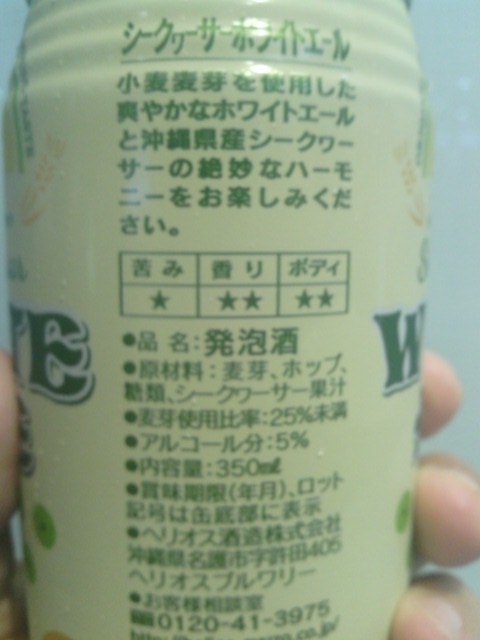 シークヮーサーホワイトエール
小麦麦芽を使用した
爽やかなホワイトエール
と沖縄県産シークヮー
サーの絶妙なハーモ
ニーをお楽しみくだ
さい。
苦み 香り ボディ
★ ★★ ★★
●品 名：発泡酒
●原材料：麦芽、ホップ、
糖類、シークヮーサー果汁
●麦芽使用比率：25%未満
●アルコール分：5%
●内容量：350ml
●賞味期限(年月)、ロット
記号は缶底部に表示
●ヘリオス酒造株式会社
沖縄県名護市字許田405
ヘリオスブルワリー
●お客様相談室
0120-41-3975